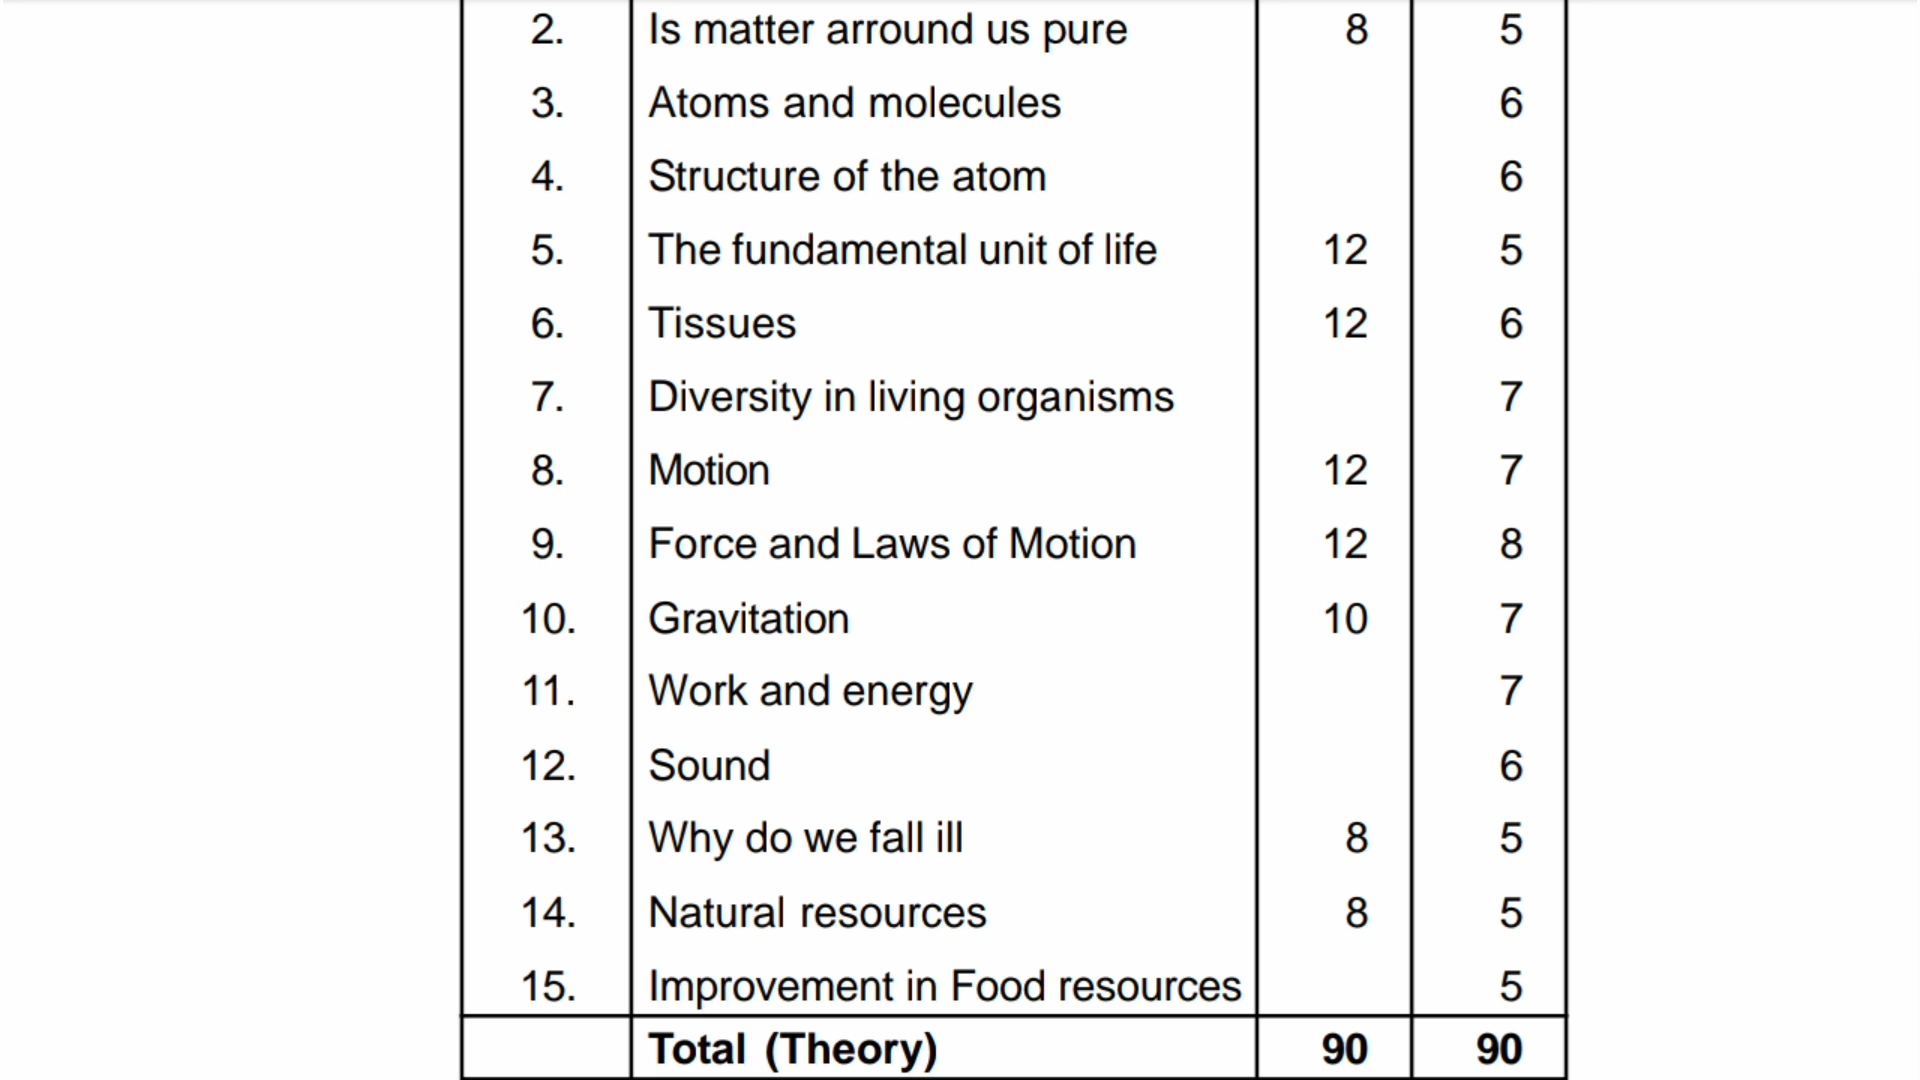 2. Is matter arround us pure 8 5
3. Atoms and molecules 6
4. Structure of the atom 6
5. The fundamental unit of life 12 5
6. Tissues 12 6
7. Diversity in living organisms 7
8. Motion 12 7
9. Force and Laws of Motion 12 8
10. Gravitation 10 7
11. Work and energy 7
12. Sound 6
13. Why do we fall ill 8 5
14. Natural resources 8 5
15. Improvement in Food resources 5
Total (Theory) 90 90